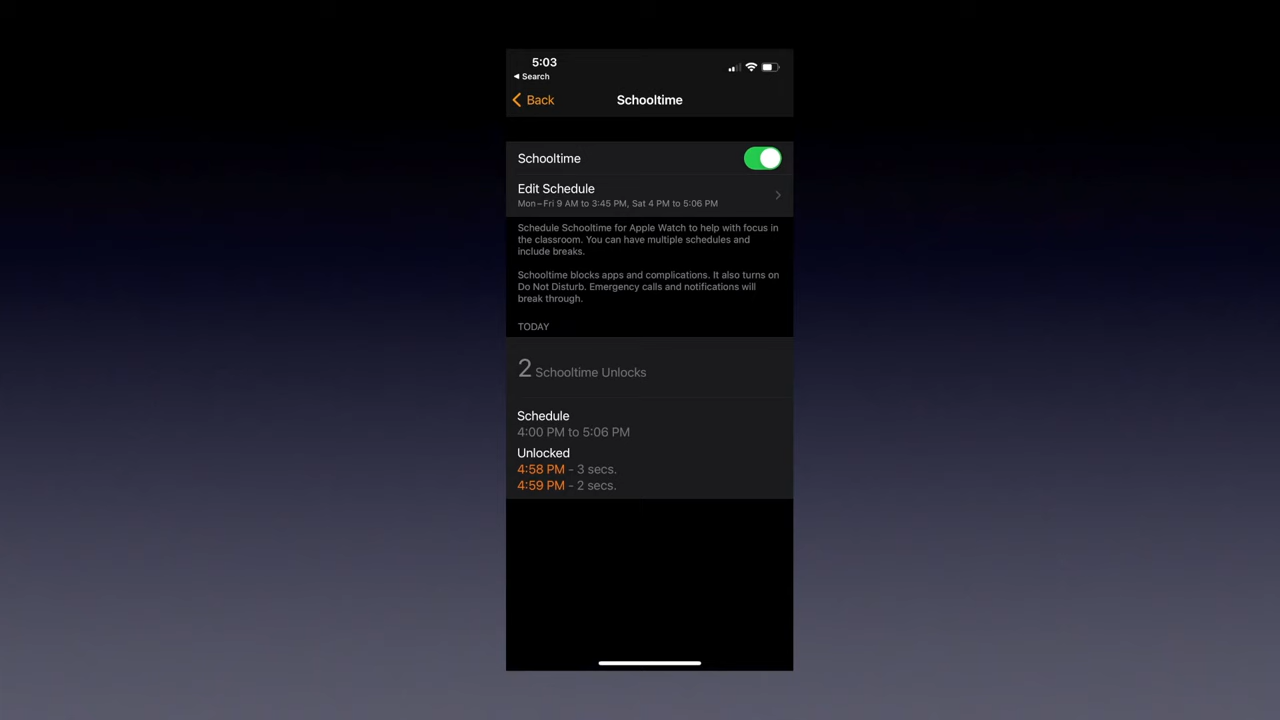 5:03
◀ Search
Back
Schooltime
Schooltime
Edit Schedule
Mon–Fri 9 AM to 3:45 PM, Sat 4 PM to 5:06 PM
Schedule Schooltime for Apple Watch to help with focus in
the classroom. You can have multiple schedules and
include breaks.
Schooltime blocks apps and complications. It also turns on
Do Not Disturb. Emergency calls and notifications will
break through.
TODAY
2 Schooltime Unlocks
Schedule
4:00 PM to 5:06 PM
Unlocked
4:58 PM - 3 secs.
4:59 PM - 2 secs.